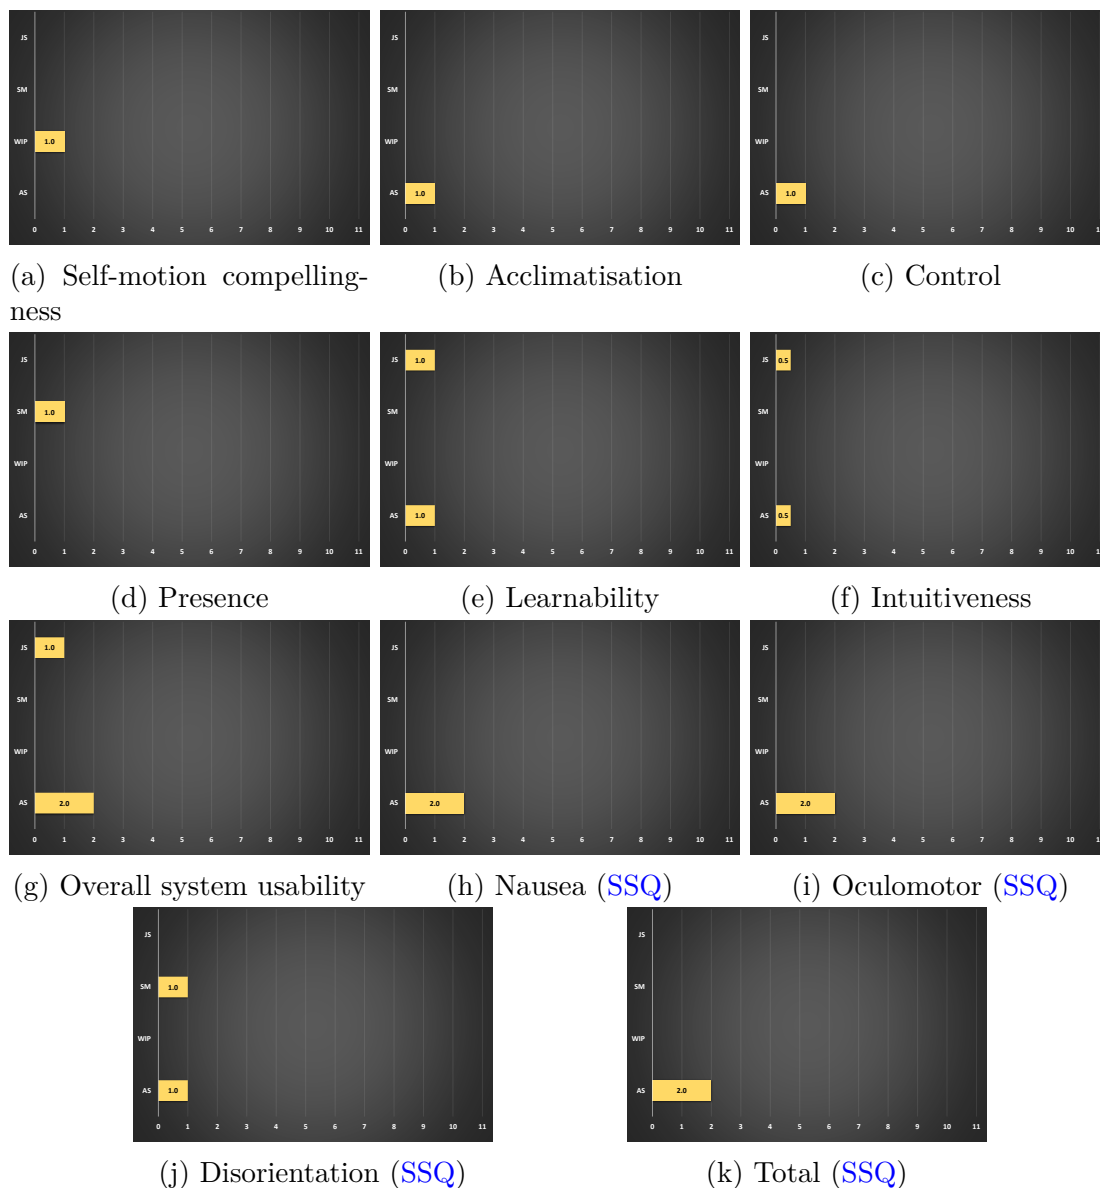 JS
SM
WIP 1.0
AS
0 1 2 3 4 5 6 7 8 9 10 11
JS
SM
WIP
AS 1.0
0 1 2 3 4 5 6 7 8 9 10 11
JS
SM
WIP
AS 1.0
0 1 2 3 4 5 6 7 8 9 10 1
(a) Self-motion compelling-
ness
(b) Acclimatisation
(c) Control
JS
SM 1.0
WIP
AS
0 1 2 3 4 5 6 7 8 9 10 11
JS 1.0
SM
WIP
AS 1.0
0 1 2 3 4 5 6 7 8 9 10 11
JS 0.5
SM
WIP
AS 0.5
0 1 2 3 4 5 6 7 8 9 10 1
(d) Presence
(e) Learnability
(f) Intuitiveness
JS 1.0
SM
WIP
AS 2.0
0 1 2 3 4 5 6 7 8 9 10 11
JS
SM
WIP
AS 2.0
0 1 2 3 4 5 6 7 8 9 10 11
JS
SM
WIP
AS 2.0
0 1 2 3 4 5 6 7 8 9 10 1
(g) Overall system usability
(h) Nausea (SSQ)
(i) Oculomotor (SSQ)
JS
SM 1.0
WIP
AS 1.0
0 1 2 3 4 5 6 7 8 9 10 11
JS
SM
WIP
AS 2.0
0 1 2 3 4 5 6 7 8 9 10 11
(j) Disorientation (SSQ)
(k) Total (SSQ)